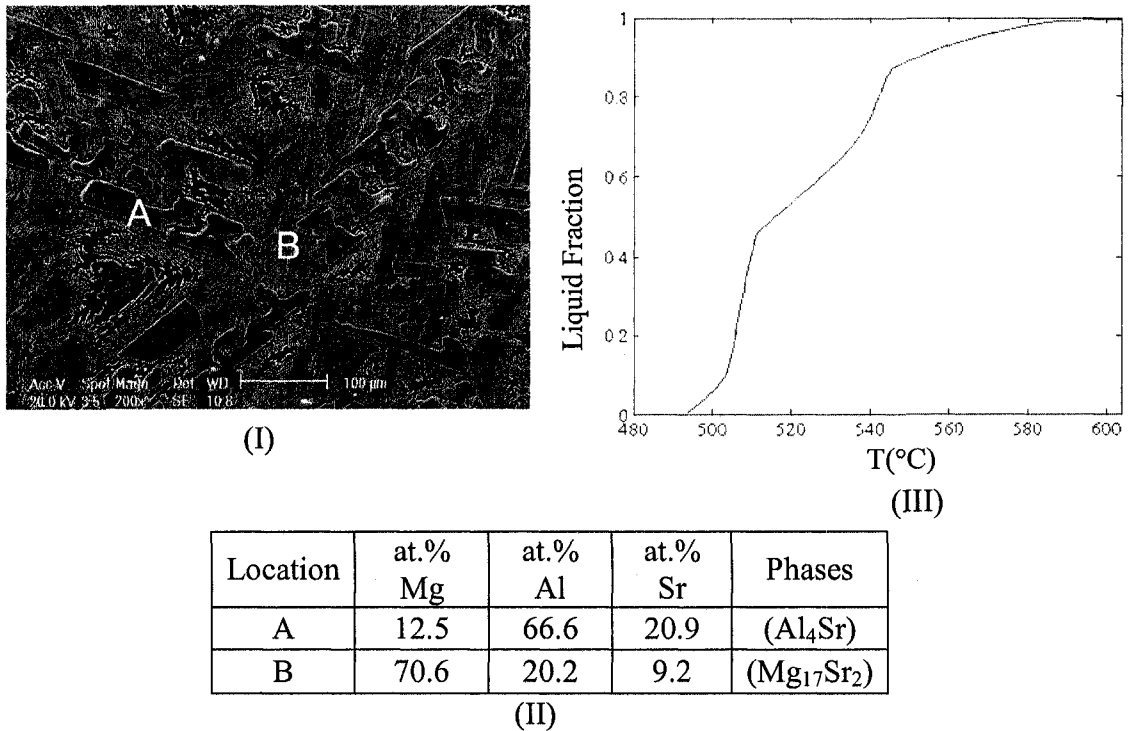 A
B
Acc.V Spot Magn Det WD 100 µm
20.0 kV 3.5 200x SE 10.8
(I)
Liquid Fraction
1
0.8
0.6
0.4
0.2
0
480 500 520 540 560 580 600
T(°C)
(III)
Location at.% Mg at.% Al at.% Sr Phases
A 12.5 66.6 20.9 (Al₄Sr)
B 70.6 20.2 9.2 (Mg₁₇Sr₂)
(II)